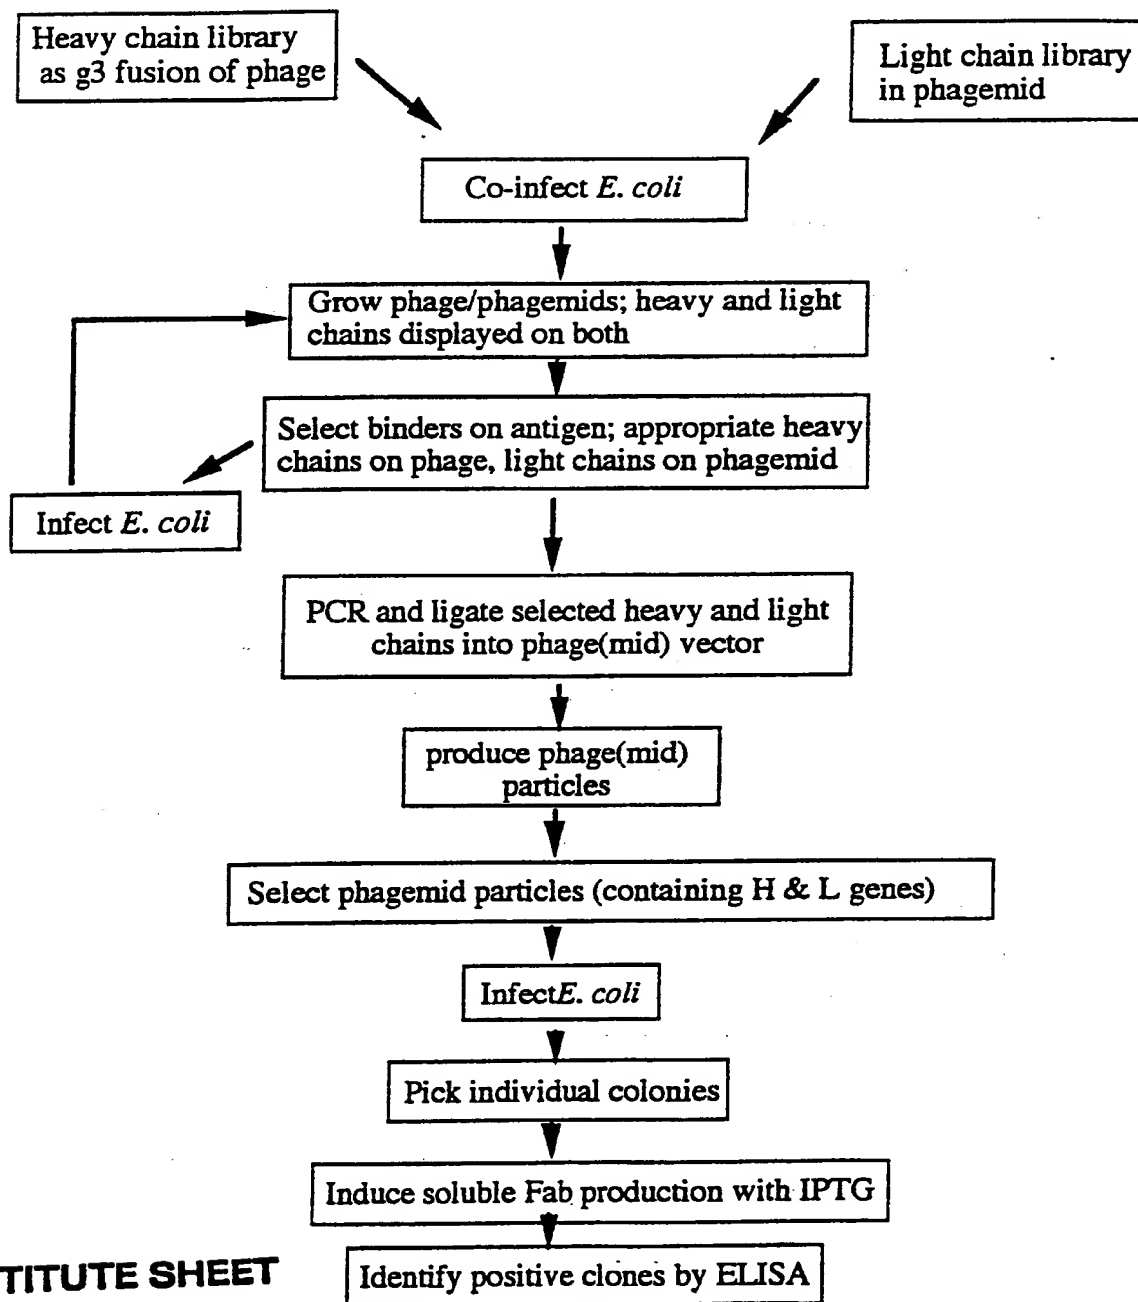 Heavy chain library
as g3 fusion of phage
Light chain library
in phagemid
Co-infect E. coli
Grow phage/phagemids; heavy and light
chains displayed on both
Select binders on antigen; appropriate heavy
chains on phage, light chains on phagemid
Infect E. coli
PCR and ligate selected heavy and light
chains into phage(mid) vector
produce phage(mid)
particles
Select phagemid particles (containing H & L genes)
InfectE. coli
Pick individual colonies
Induce soluble Fab production with IPTG
TITUTE SHEET
Identify positive clones by ELISA